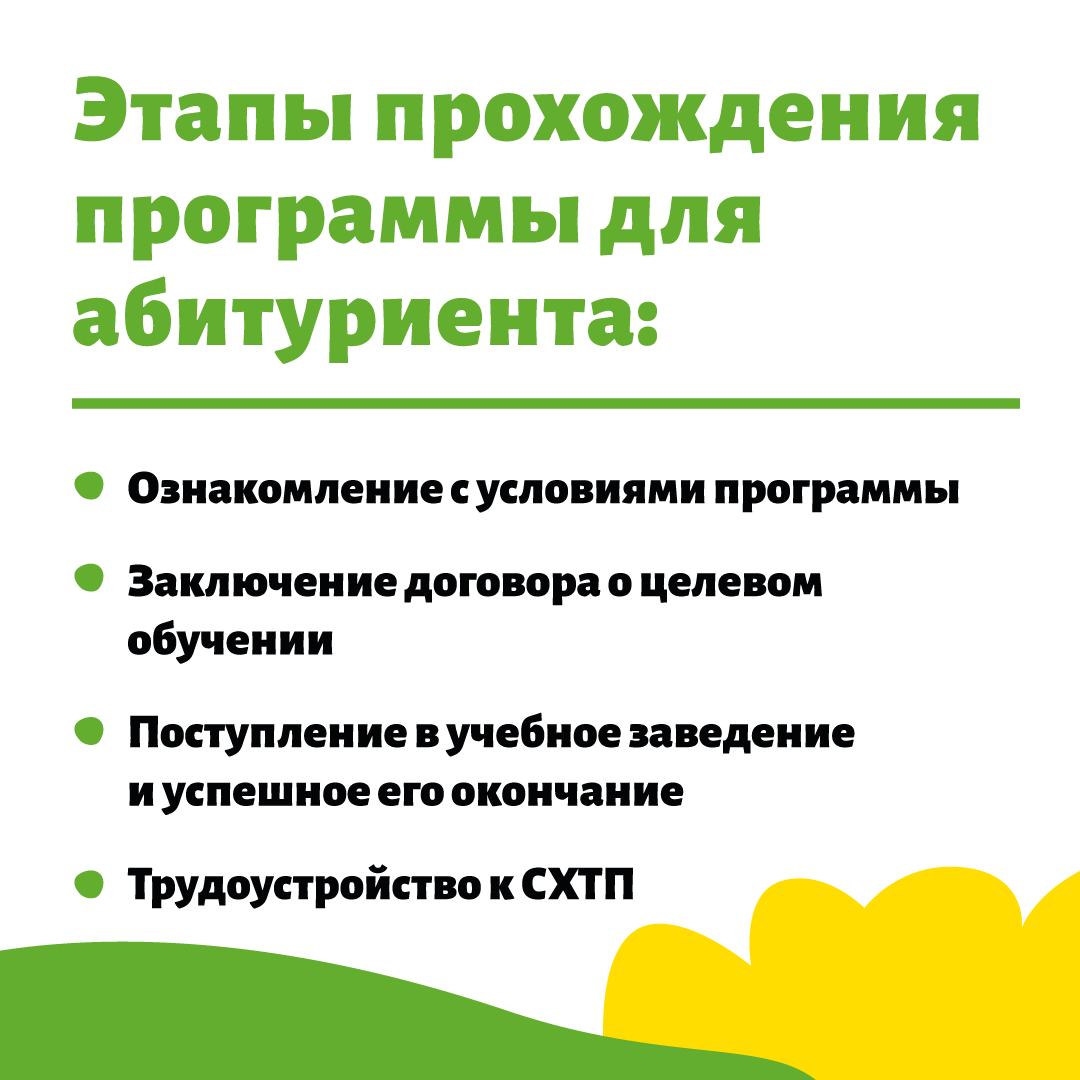 Этапы прохождения
программы для
абитуриента:
Ознакомление с условиями программы
Заключение договора о целевом
обучении
Поступление в учебное заведение
и успешное его окончание
Трудоустройство к СХТП